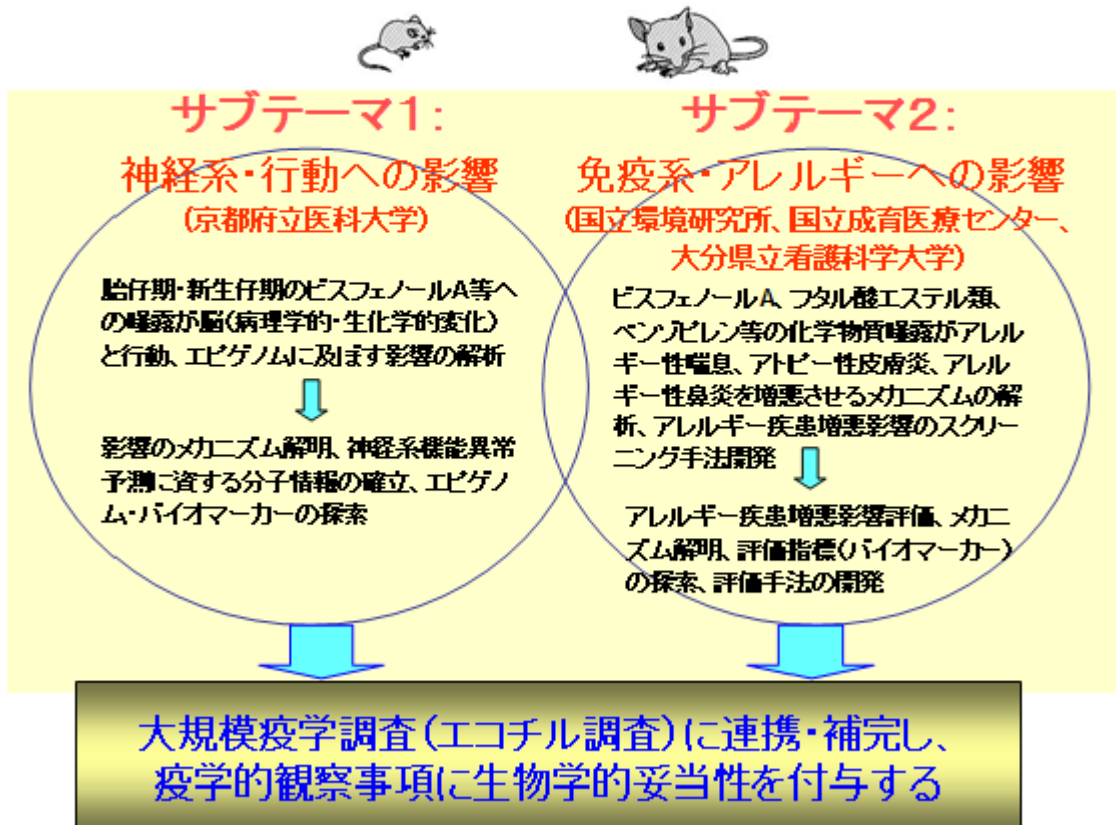 サブテーマ1:
神経系・行動への影響
(京都府立医科大学)
胎仔期・新生仔期のビスフェノールA等へ
の曝露が脳(病理学的・生化学的変化)
と行動、エピゲノムに及ぼす影響の解析
影響のメカニズム解明、神経系機能異常
予測に資する分子情報の確立、エピゲノ
ム・バイオマーカーの探索
サブテーマ2:
免疫系・アレルギーへの影響
(国立環境研究所、国立成育医療センター、
大分県立看護科学大学)
ビスフェノールA、フタル酸エステル類、
ベンゾピレン等の化学物質曝露がアレル
ギー性喘息、アトピー性皮膚炎、アレル
ギー性鼻炎を増悪させるメカニズムの解
析、アレルギー疾患増悪影響のスクリー
ニング手法開発
アレルギー疾患増悪影響評価、メカニ
ズム解明、評価指標(バイオマーカー)
の探索、評価手法の開発
大規模疫学調査(エコチル調査)に連携・補完し、
疫学的観察事項に生物学的妥当性を付与する